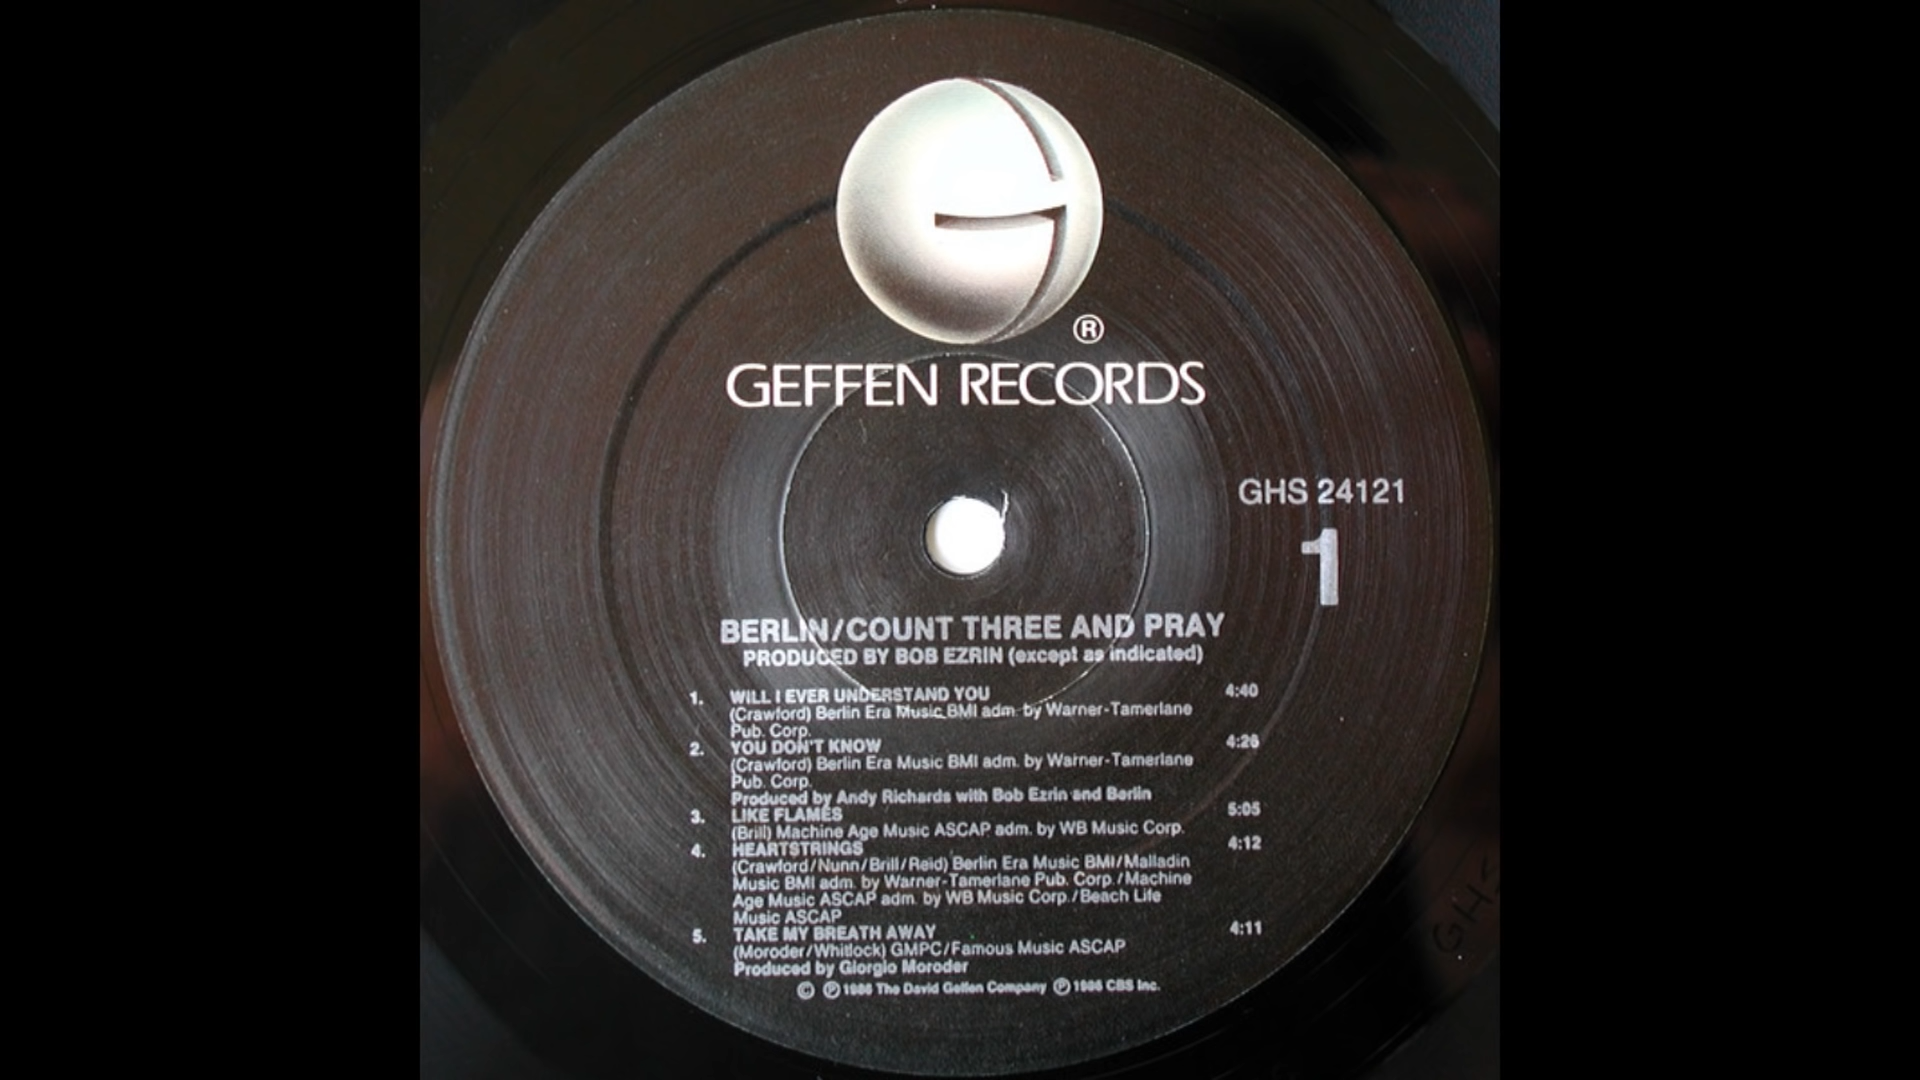 ®
GEFFEN RECORDS
GHS 24121
1
BERLIN/COUNT THREE AND PRAY
PRODUCED BY BOB EZRIN (except as indicated)
1. WILL I EVER UNDERSTAND YOU 4:40
(Crawford) Berlin Era Music BMI adm. by Warner-Tamerlane
Pub. Corp.
2. YOU DON'T KNOW 4:26
(Crawford) Berlin Era Music BMI adm. by Warner-Tamerlane
Pub. Corp.
Produced by Andy Richards with Bob Ezrin and Berlin
3. LIKE FLAMES 5:05
(Brill) Machine Age Music ASCAP adm. by WB Music Corp.
4. HEARTSTRINGS 4:12
(Crawford/Nunn/Brill/Reid) Berlin Era Music BMI/Malladin
Music BMI adm. by Warner-Tamerlane Pub. Corp./Machine
Age Music ASCAP adm. by WB Music Corp./Beach Life
Music ASCAP
5. TAKE MY BREATH AWAY 4:11
(Moroder/Whitlock) GMPC/Famous Music ASCAP
Produced by Giorgio Moroder
© ℗ 1986 The David Geffen Company ℗ 1986 CBS Inc.
GHS